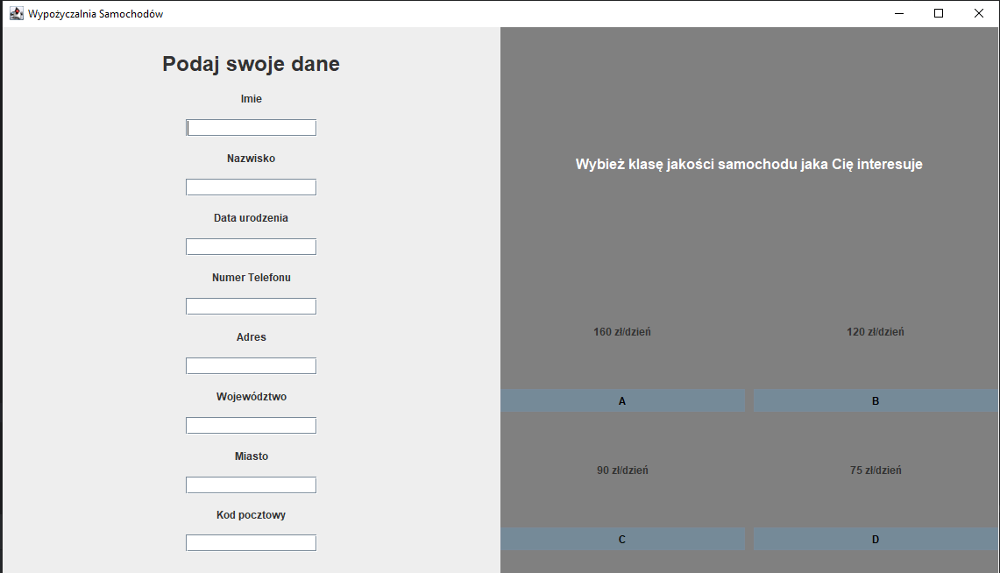 Wypożyczalnia Samochodów
Podaj swoje dane
Imie
Nazwisko
Data urodzenia
Numer Telefonu
Adres
Województwo
Miasto
Kod pocztowy
Wybież klasę jakości samochodu jaka Cię interesuje
160 zł/dzień
120 zł/dzień
A
B
90 zł/dzień
75 zł/dzień
C
D